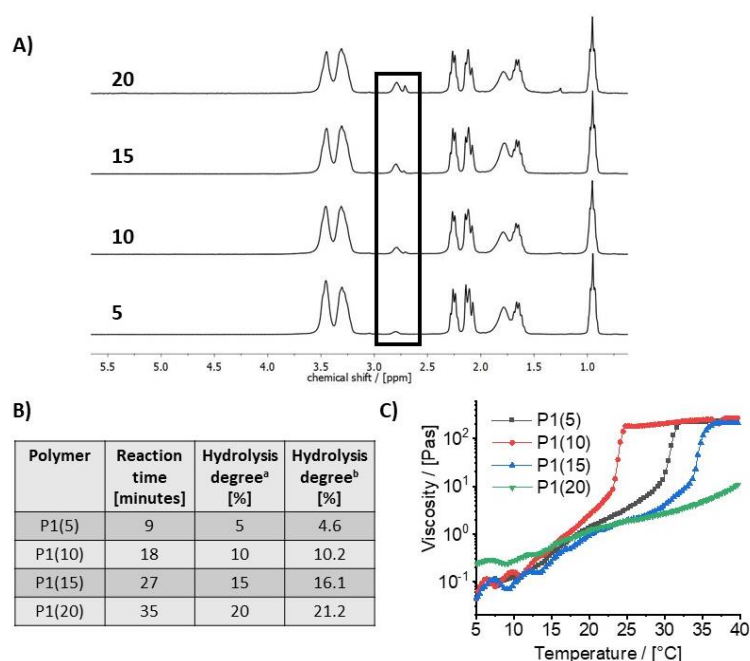 A)
20
15
10
5
5.5 5.0 4.5 4.0 3.5 3.0 2.5 2.0 1.5 1.0
chemical shift / [ppm]
B)
Polymer Reaction time [minutes] Hydrolysis degreeᵃ [%] Hydrolysis degreeᵇ [%]
P1(5) 9 5 4.6
P1(10) 18 10 10.2
P1(15) 27 15 16.1
P1(20) 35 20 21.2
C)
P1(5)
P1(10)
P1(15)
P1(20)
Viscosity / [Pas]
10²
10¹
10⁰
10⁻¹
5 10 15 20 25 30 35 40
Temperature / [°C]